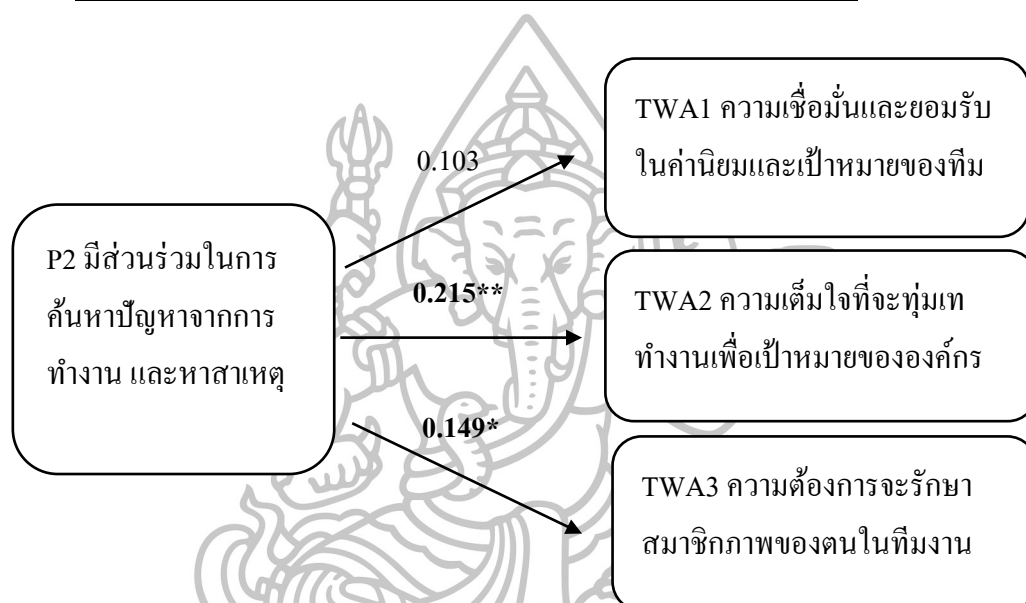 TWA1 ความเชื่อมั่นและยอมรับ
ในค่านิยมและเป้าหมายของทีม
0.103
P2 มีส่วนร่วมในการ
ค้นหาปัญหาจากการ
ทำงาน และหาสาเหตุ
0.215**
TWA2 ความเต็มใจที่จะทุ่มเท
ทำงานเพื่อเป้าหมายขององค์กร
0.149*
TWA3 ความต้องการจะรักษา
สมาชิกภาพของตนในทีมงาน